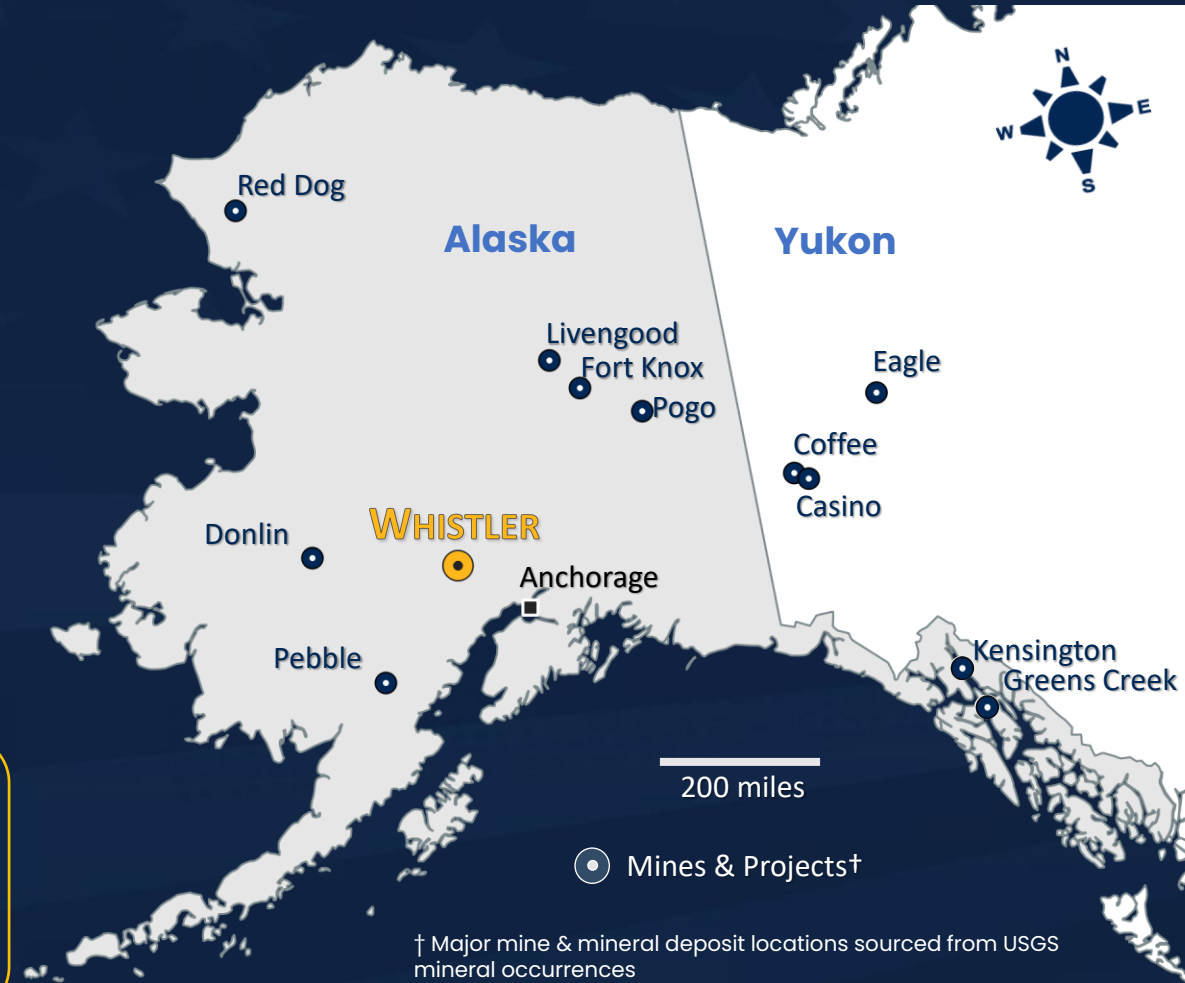 N
W
E
S
Red Dog
Alaska
Yukon
Livengood
Fort Knox
Pogo
Eagle
Coffee
Casino
Donlin
WHISTLER
Anchorage
Pebble
Kensington
Greens Creek
200 miles
Mines & Projects†
† Major mine & mineral deposit locations sourced from USGS
mineral occurrences